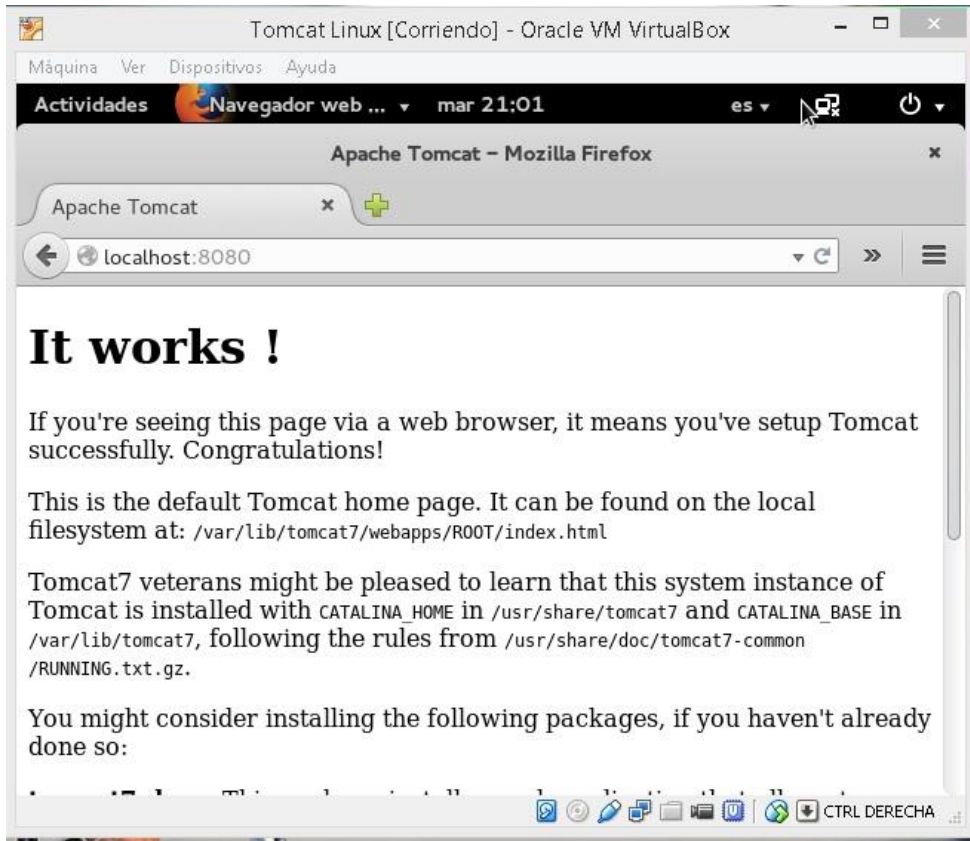 Tomcat Linux [Corriendo] - Oracle VM VirtualBox
Máquina Ver Dispositivos Ayuda
Actividades Navegador web ... mar 21:01 es
Apache Tomcat – Mozilla Firefox
Apache Tomcat
localhost:8080
It works !
If you're seeing this page via a web browser, it means you've setup Tomcat
successfully. Congratulations!
This is the default Tomcat home page. It can be found on the local
filesystem at: /var/lib/tomcat7/webapps/ROOT/index.html
Tomcat7 veterans might be pleased to learn that this system instance of
Tomcat is installed with CATALINA_HOME in /usr/share/tomcat7 and CATALINA_BASE in
/var/lib/tomcat7, following the rules from /usr/share/doc/tomcat7-common
/RUNNING.txt.gz.
You might consider installing the following packages, if you haven't already
done so:
CTRL DERECHA